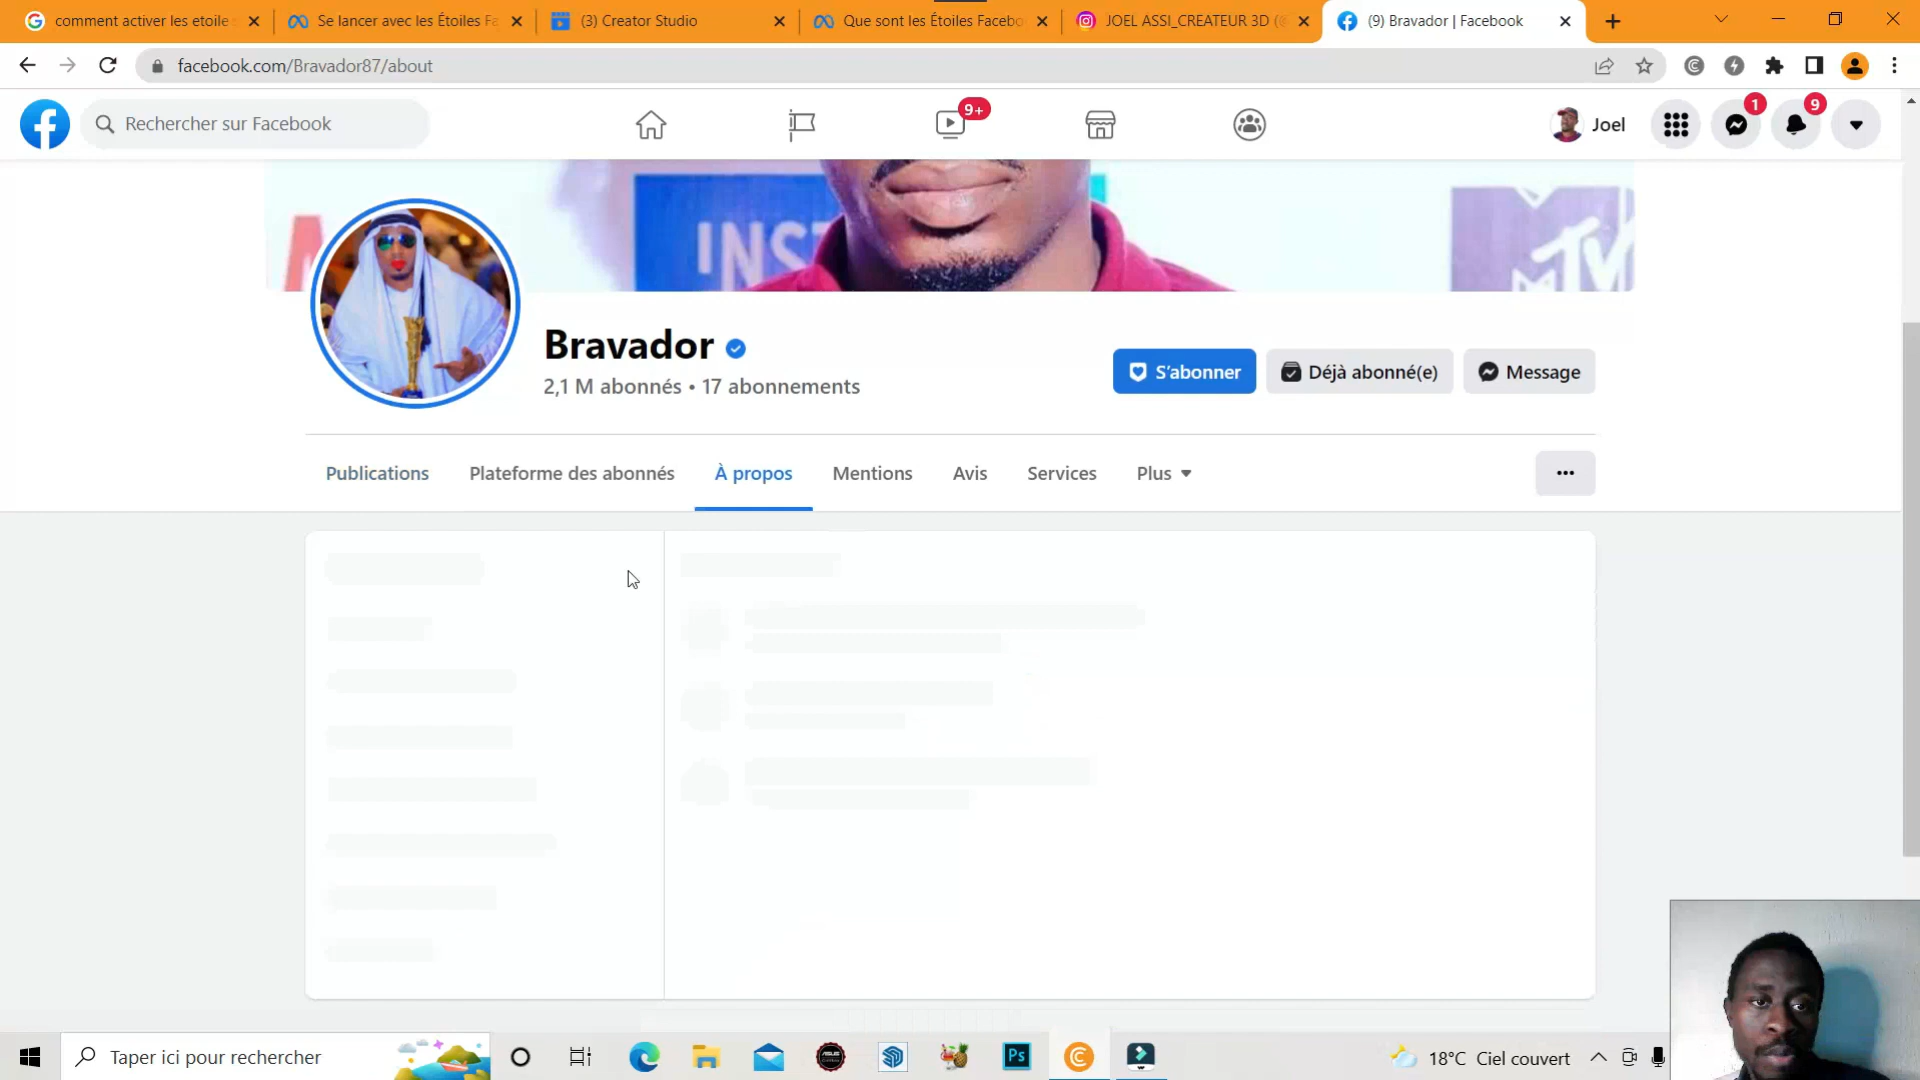 comment activer les etoile
Se lancer avec les Étoiles Fa
(3) Creator Studio
Que sont les Étoiles Facebo
JOEL ASSI_CREATEUR 3D (@
(9) Bravador | Facebook
facebook.com/Bravador87/about
Rechercher sur Facebook
9+
Joel
1
9
INS
MTV
Bravador
2,1 M abonnés • 17 abonnements
S'abonner
Déjà abonné(e)
Message
Publications
Plateforme des abonnés
À propos
Mentions
Avis
Services
Plus
Taper ici pour rechercher
Ps
18°C Ciel couvert